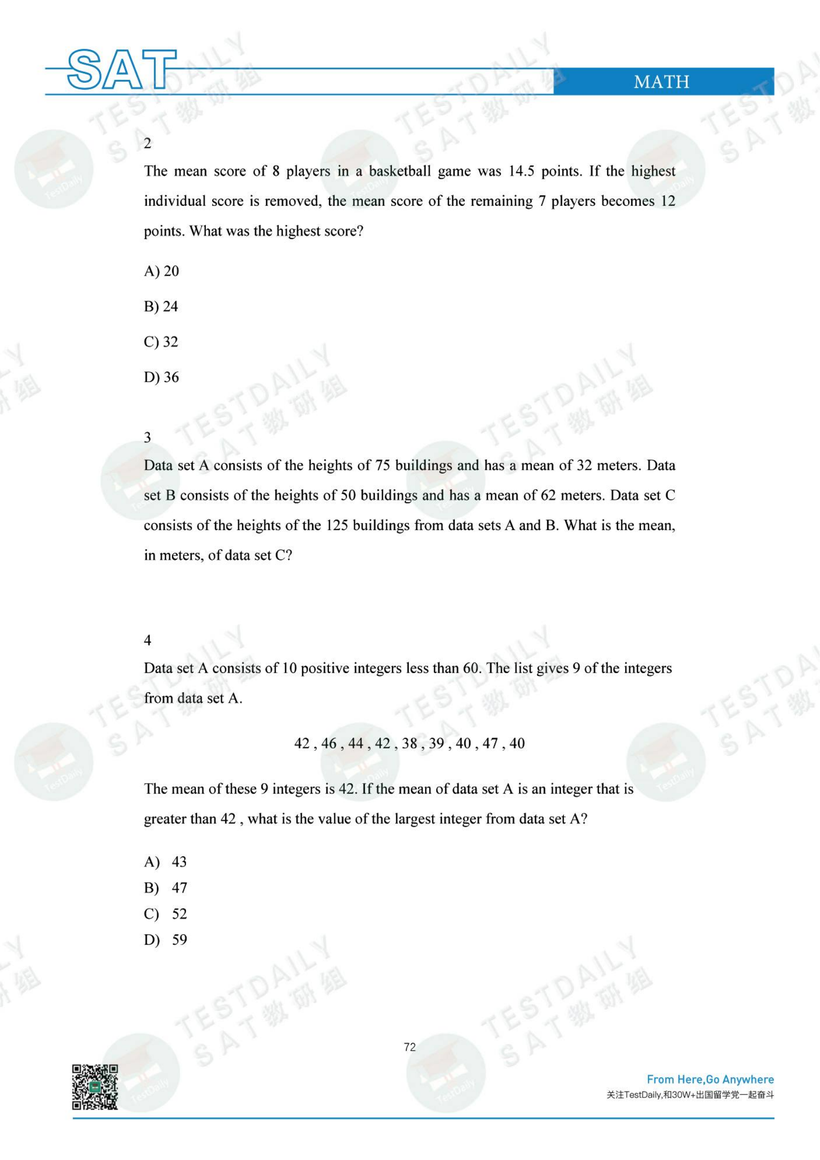 SAT
MATH
2
The mean score of 8 players in a basketball game was 14.5 points. If the highest
individual score is removed, the mean score of the remaining 7 players becomes 12
points. What was the highest score?
A) 20
B) 24
C) 32
D) 36
3
Data set A consists of the heights of 75 buildings and has a mean of 32 meters. Data
set B consists of the heights of 50 buildings and has a mean of 62 meters. Data set C
consists of the heights of the 125 buildings from data sets A and B. What is the mean,
in meters, of data set C?
4
Data set A consists of 10 positive integers less than 60. The list gives 9 of the integers
from data set A.
42 , 46 , 44 , 42 , 38 , 39 , 40 , 47 , 40
The mean of these 9 integers is 42. If the mean of data set A is an integer that is
greater than 42 , what is the value of the largest integer from data set A?
A) 43
B) 47
C) 52
D) 59
TESTDAILY
SAT教研组
TestDaily
72
From Here,Go Anywhere
关注TestDaily,和30W+出国留学党一起奋斗